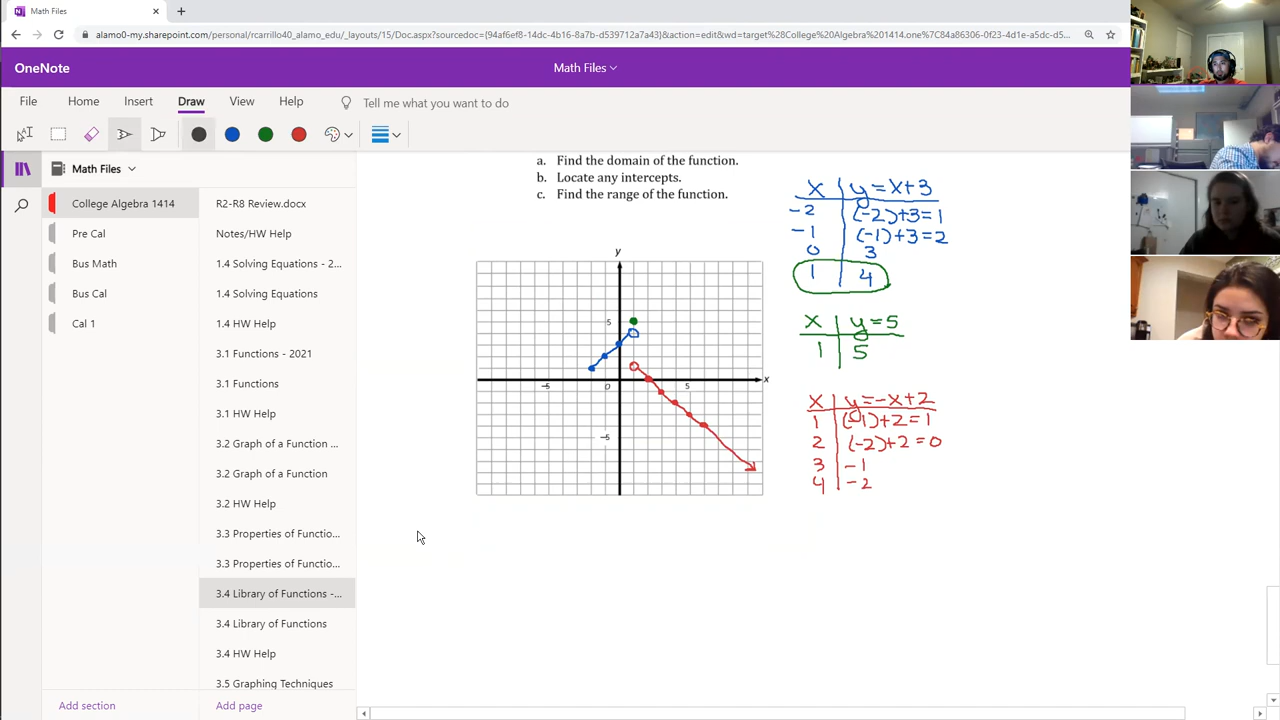 Math Files
alamo0-my.sharepoint.com/personal/rcarrillo40_alamo_edu/_layouts/15/Doc.aspx?sourcedoc={94af6ef8-14dc-4b16-8a7b-d539712a7a43}&action=edit&wd=target%28College%20Algebra%201414.one%7C84a86306-0f23-4d1e-a5dc-d5...
OneNote
Math Files
File Home Insert Draw View Help Tell me what you want to do
Math Files
College Algebra 1414
Pre Cal
Bus Math
Bus Cal
Cal 1
Add section
R2-R8 Review.docx
Notes/HW Help
1.4 Solving Equations - 2...
1.4 Solving Equations
1.4 HW Help
3.1 Functions - 2021
3.1 Functions
3.1 HW Help
3.2 Graph of a Function ...
3.2 Graph of a Function
3.2 HW Help
3.3 Properties of Functio...
3.3 Properties of Functio...
3.4 Library of Functions -...
3.4 Library of Functions
3.4 HW Help
3.5 Graphing Techniques
Add page
a. Find the domain of the function.
b. Locate any intercepts.
c. Find the range of the function.
y
5
x
-5 0 5
-5
x y=x+3
-2 (-2)+3=1
-1 (-1)+3=2
0 3
1 4
x y=5
1 5
x y=-x+2
1 (-1)+2=1
2 (-2)+2=0
3 -1
4 -2